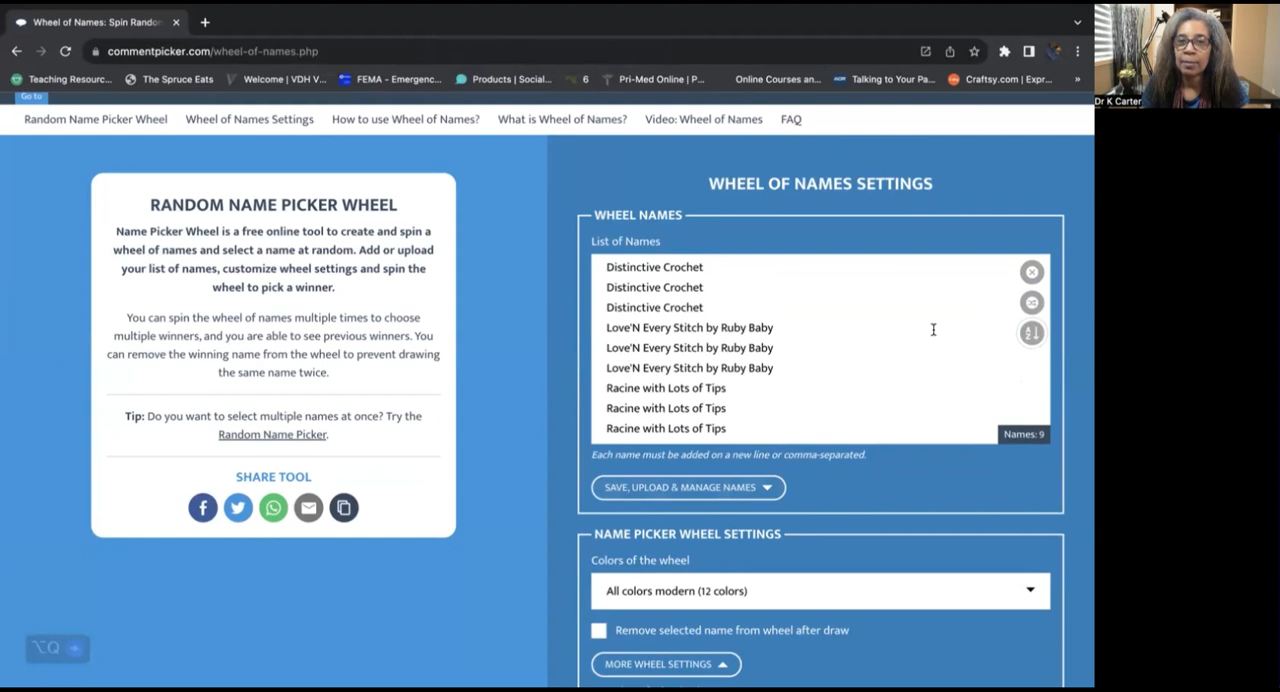 Wheel of Names: Spin Random
commentpicker.com/wheel-of-names.php
Teaching Resourc...
The Spruce Eats
Welcome | VDH V...
FEMA - Emergenc...
Products | Social...
6
Pri-Med Online | P...
Online Courses an...
Talking to Your Pa...
Craftsy.com | Expr...
»
Dr K Carter
Go to
Random Name Picker Wheel
Wheel of Names Settings
How to use Wheel of Names?
What is Wheel of Names?
Video: Wheel of Names
FAQ
RANDOM NAME PICKER WHEEL
Name Picker Wheel is a free online tool to create and spin a
wheel of names and select a name at random. Add or upload
your list of names, customize wheel settings and spin the
wheel to pick a winner.
You can spin the wheel of names multiple times to choose
multiple winners, and you are able to see previous winners. You
can remove the winning name from the wheel to prevent drawing
the same name twice.
Tip: Do you want to select multiple names at once? Try the
Random Name Picker.
SHARE TOOL
⌥Q
WHEEL OF NAMES SETTINGS
WHEEL NAMES
List of Names
Distinctive Crochet
Distinctive Crochet
Distinctive Crochet
Love'N Every Stitch by Ruby Baby
Love'N Every Stitch by Ruby Baby
Love'N Every Stitch by Ruby Baby
Racine with Lots of Tips
Racine with Lots of Tips
Racine with Lots of Tips
Names: 9
Each name must be added on a new line or comma-separated.
SAVE, UPLOAD & MANAGE NAMES
NAME PICKER WHEEL SETTINGS
Colors of the wheel
All colors modern (12 colors)
Remove selected name from wheel after draw
MORE WHEEL SETTINGS